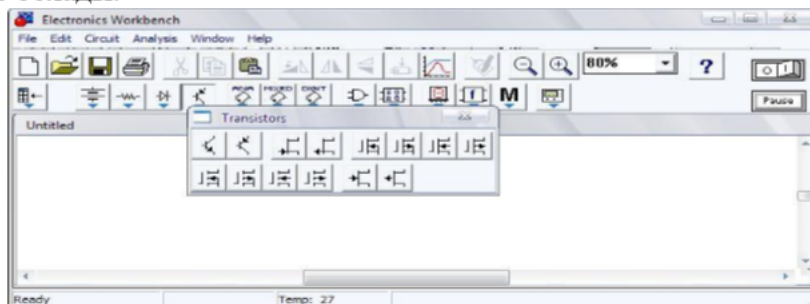 Electronics Workbench
File Edit Circuit Analysis Window Help
80%
?
M
Pause
Untitled
Transistors
Ready
Temp: 27